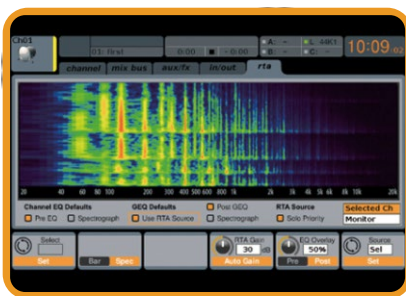 Ch01
01: first
0:00 - 0:00
A: - L 44K1
B: - C: -
10:09:02
channel mix bus aux/fx in/out rta
20 40 60 80 100 200 300 400 500 600 800 1k 2k 3k 4k 5k 6k 8k 10k 20k
Channel EQ Defaults GEQ Defaults Post GEQ RTA Source Selected Ch
Pre EQ Spectrograph Use RTA Source Spectrograph Solo Priority Monitor
Select RTA Gain EQ Overlay Source
30 dB 50% Sel
Set Bar Spec Auto Gain Pre Post Set